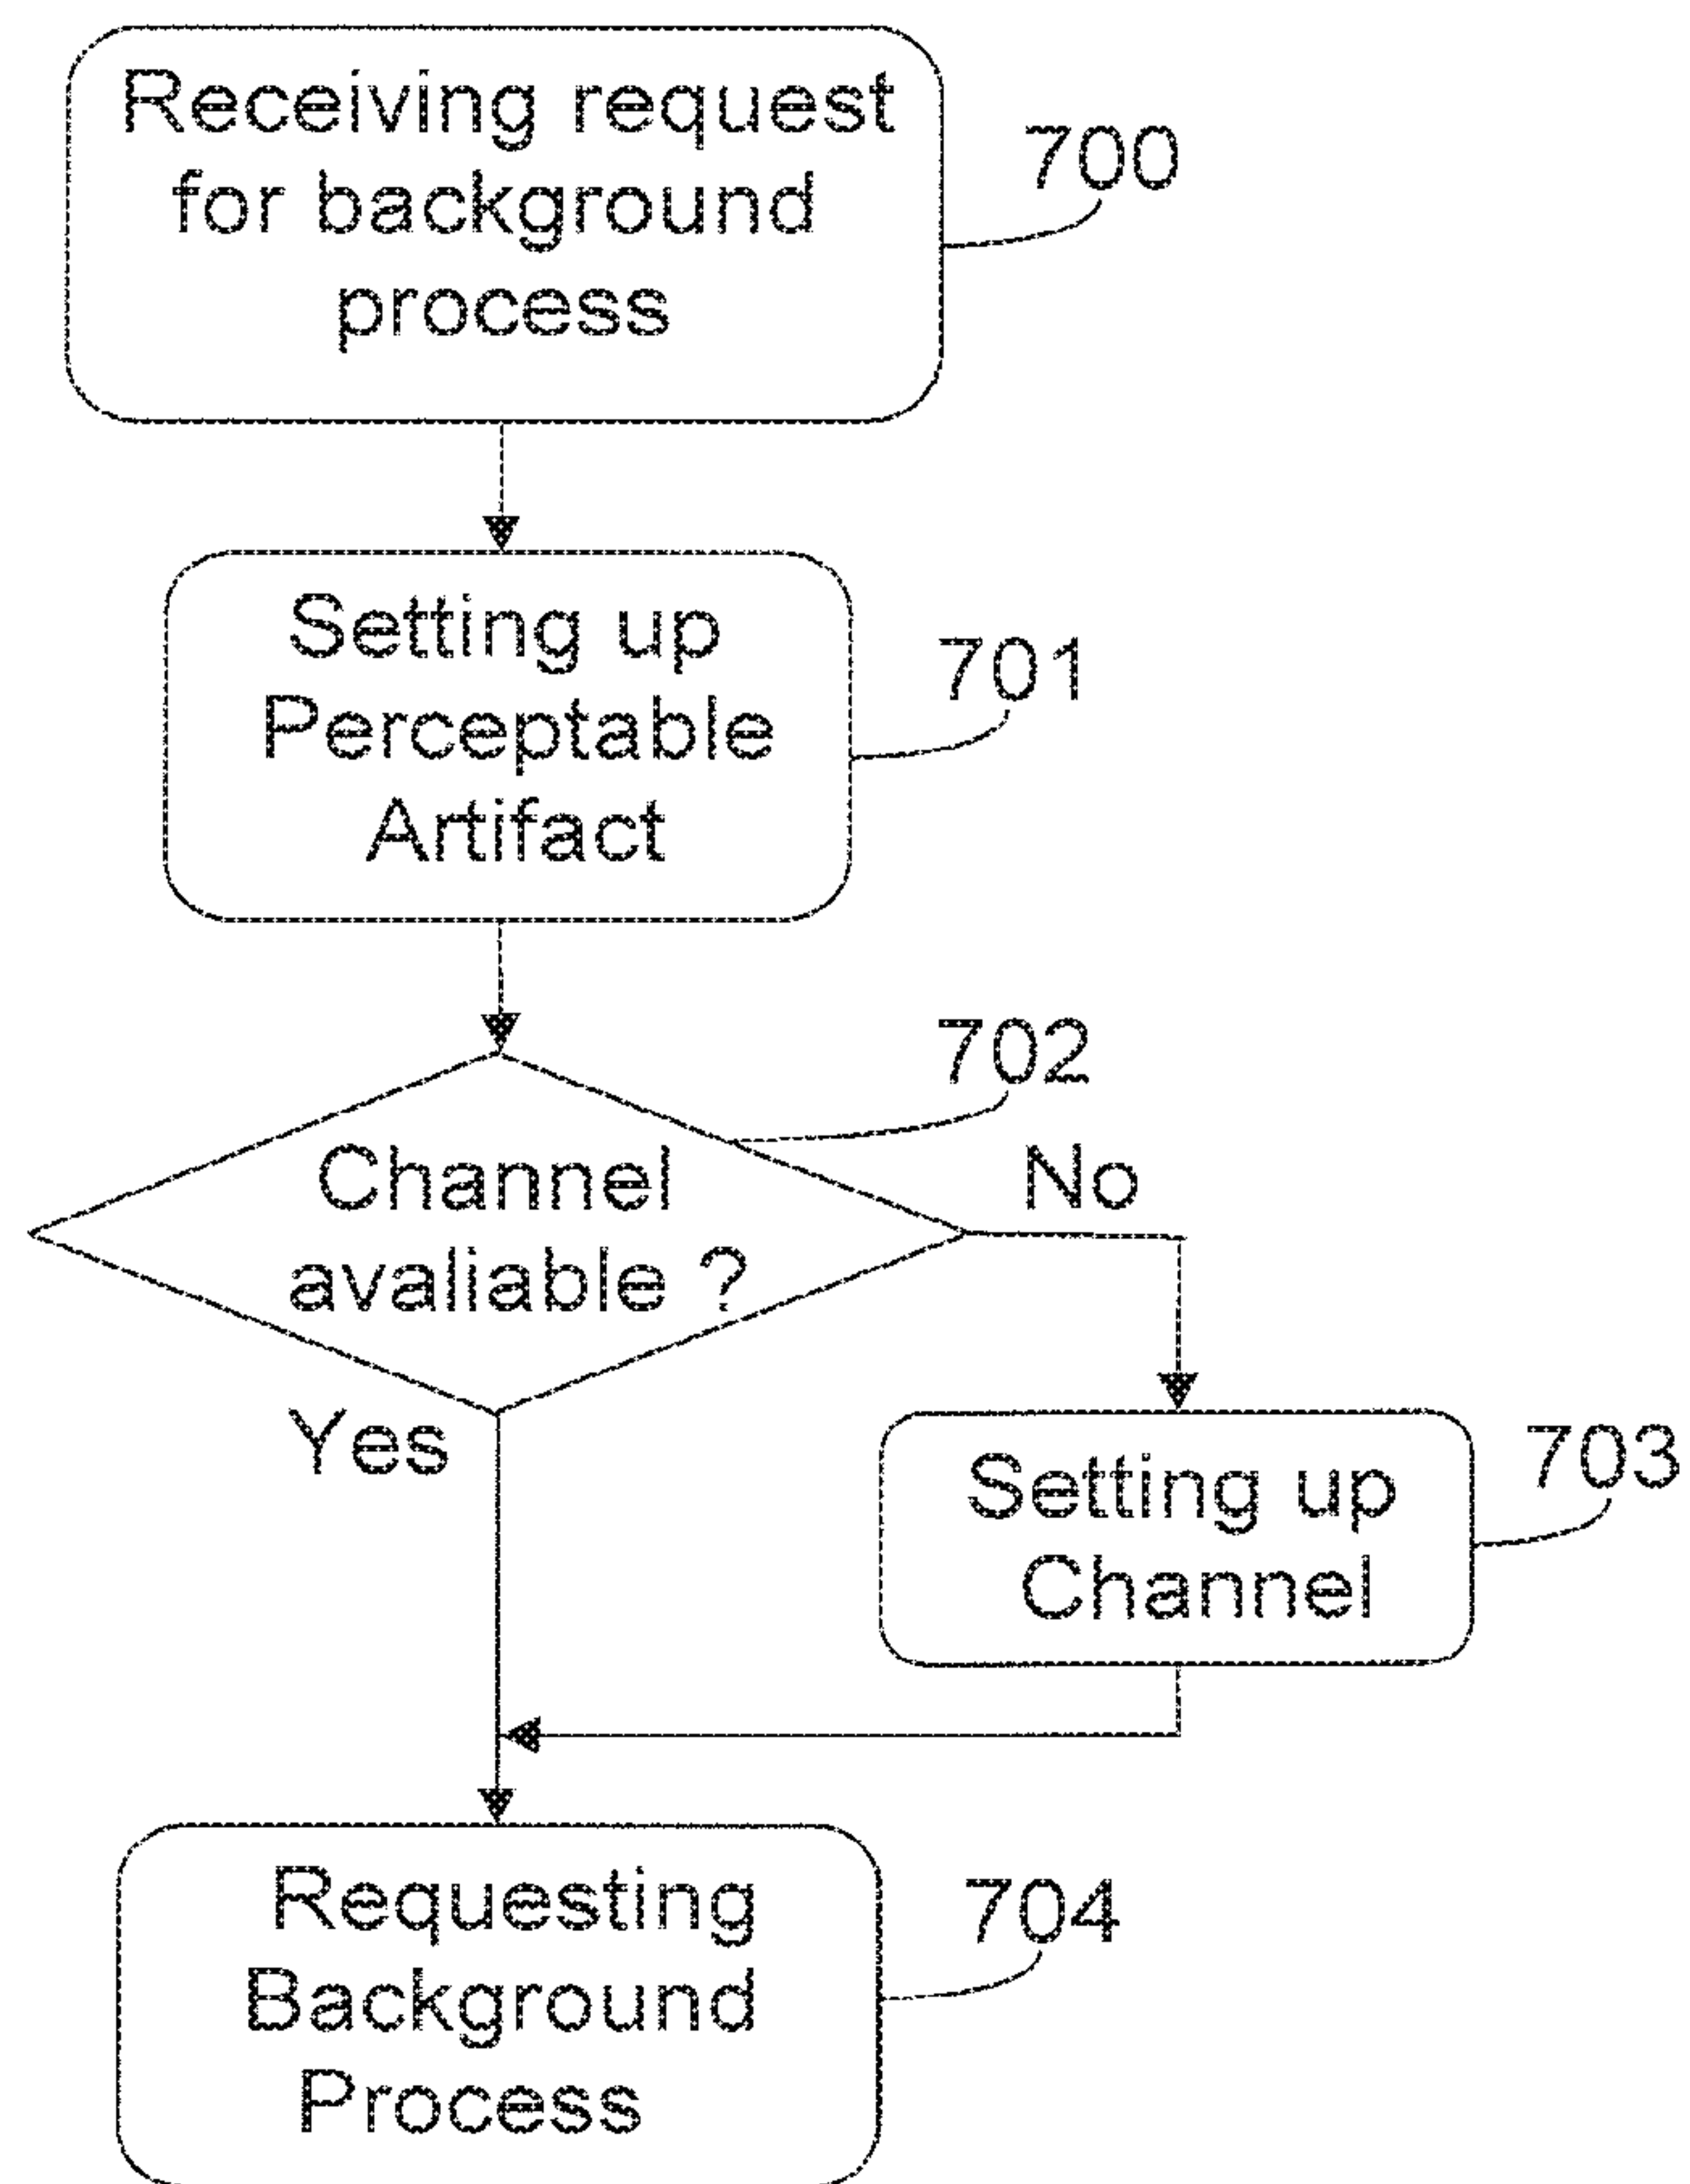 Receiving request
for background
process
700
Setting up
Perceptable
Artifact
701
702
Channel
avaliable ?
No
Yes
Setting up
Channel
703
Requesting
Background
Process
704